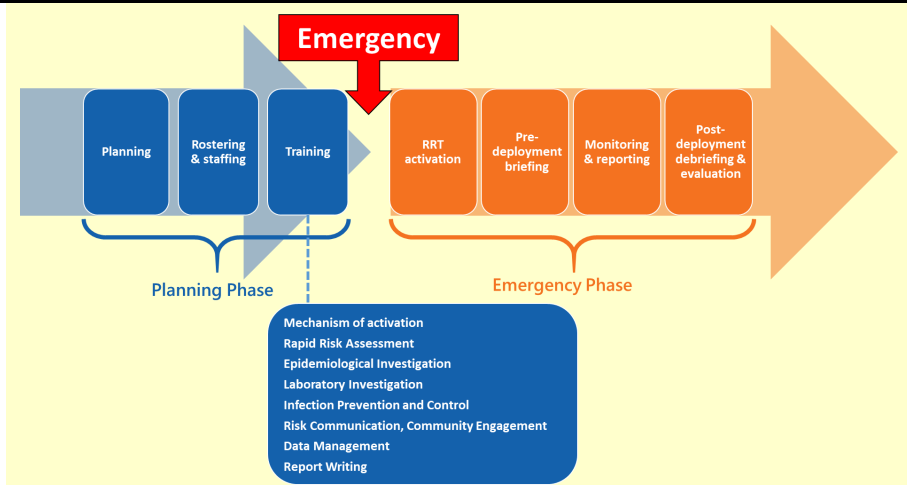 Emergency
Planning
Rostering
& staffing
Training
RRT
activation
Pre-
deployment
briefing
Monitoring
& reporting
Post-
deployment
debriefing &
evaluation
Planning Phase
Emergency Phase
Mechanism of activation
Rapid Risk Assessment
Epidemiological Investigation
Laboratory Investigation
Infection Prevention and Control
Risk Communication, Community Engagement
Data Management
Report Writing